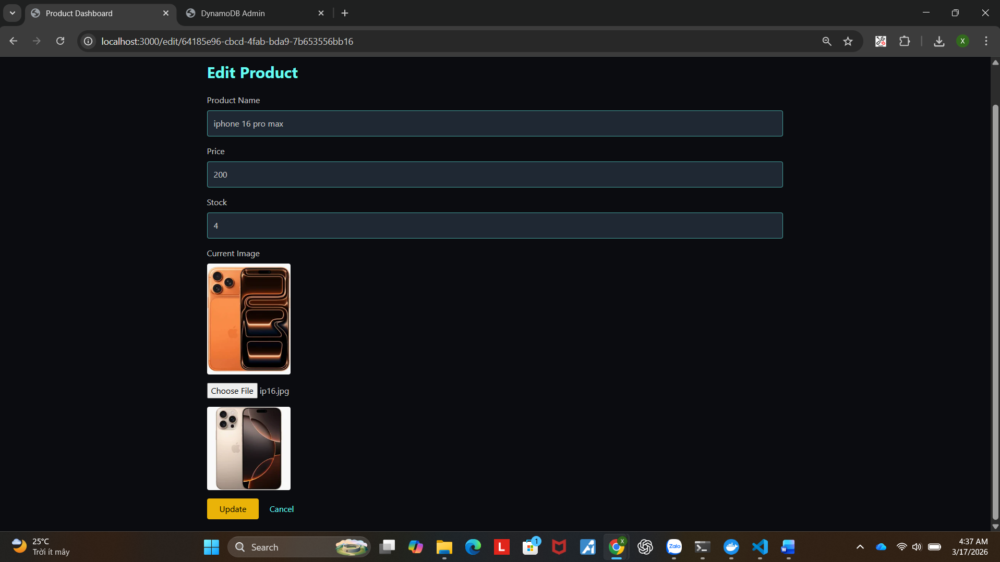 Product Dashboard
DynamoDB Admin
localhost:3000/edit/64185e96-cbcd-4fab-bda9-7b653556bb16
X
Edit Product
Product Name
iphone 16 pro max
Price
200
Stock
4
Current Image
Choose File ip16.jpg
Update Cancel
25°C
Trời ít mây
Search
L
1
X
Zalo
W
4:37 AM
3/17/2026